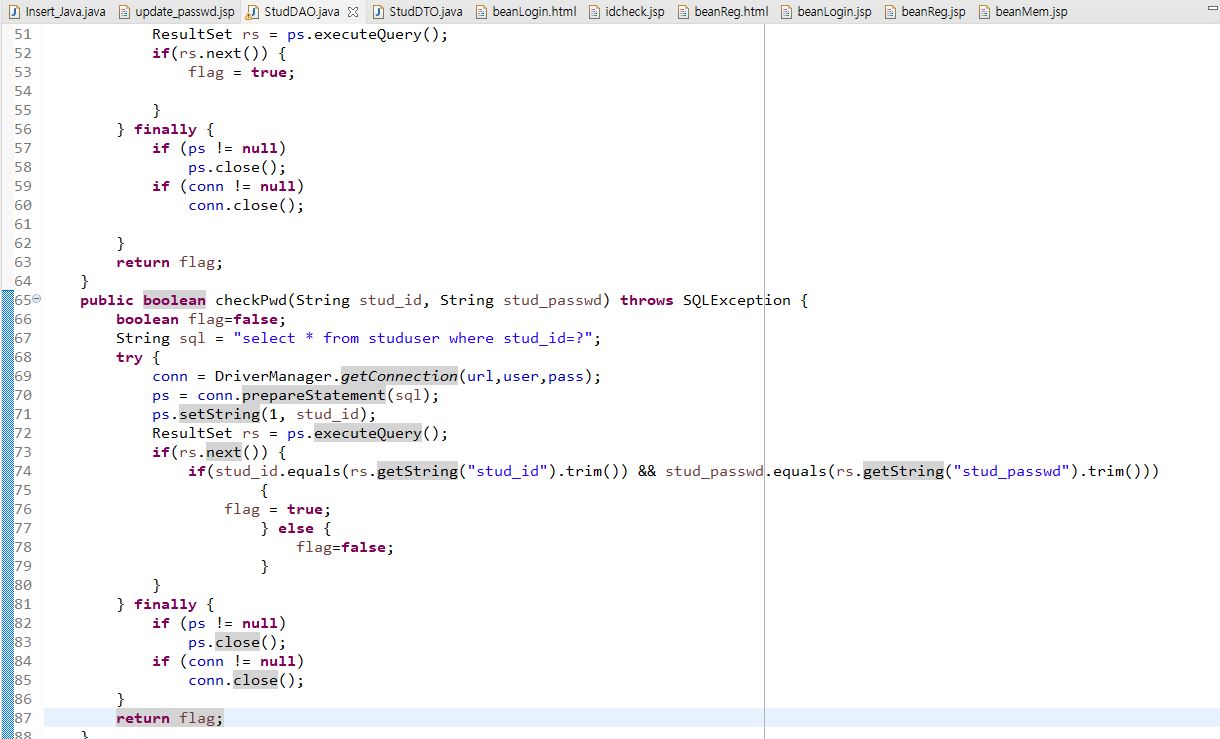 Insert_Java.java update_passwd.jsp StudDAO.java StudDTO.java beanLogin.html idcheck.jsp beanReg.html beanLogin.jsp beanReg.jsp beanMem.jsp
51 ResultSet rs = ps.executeQuery();
52 if(rs.next()) {
53 flag = true;
54
55 }
56 } finally {
57 if (ps != null)
58 ps.close();
59 if (conn != null)
60 conn.close();
61
62 }
63 return flag;
64 }
65 public boolean checkPwd(String stud_id, String stud_passwd) throws SQLException {
66 boolean flag=false;
67 String sql = "select * from studuser where stud_id=?";
68 try {
69 conn = DriverManager.getConnection(url,user,pass);
70 ps = conn.prepareStatement(sql);
71 ps.setString(1, stud_id);
72 ResultSet rs = ps.executeQuery();
73 if(rs.next()) {
74 if(stud_id.equals(rs.getString("stud_id").trim()) && stud_passwd.equals(rs.getString("stud_passwd").trim()))
75 {
76 flag = true;
77 } else {
78 flag=false;
79 }
80 }
81 } finally {
82 if (ps != null)
83 ps.close();
84 if (conn != null)
85 conn.close();
86 }
87 return flag;
88 }